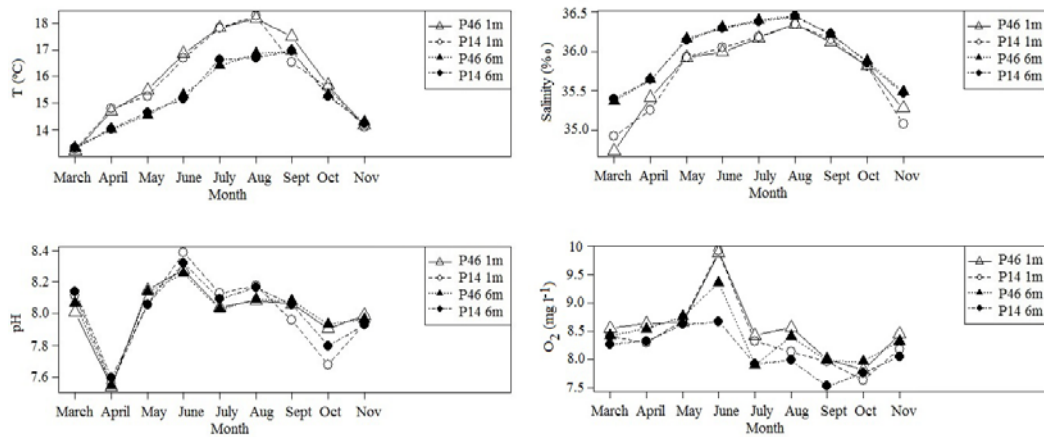 18
17
16
15
14
T (°C)
March April May June July Aug Sept Oct Nov
Month
P46 1m
P14 1m
P46 6m
P14 6m
36.5
36.0
35.5
35.0
Salinity (‰)
March April May June July Aug Sept Oct Nov
Month
P46 1m
P14 1m
P46 6m
P14 6m
8.4
8.2
8.0
7.8
7.6
pH
March April May June July Aug Sept Oct Nov
Month
P46 1m
P14 1m
P46 6m
P14 6m
10
9.5
9.0
8.5
8.0
7.5
O₂ (mg l⁻¹)
March April May June July Aug Sept Oct Nov
Month
P46 1m
P14 1m
P46 6m
P14 6m